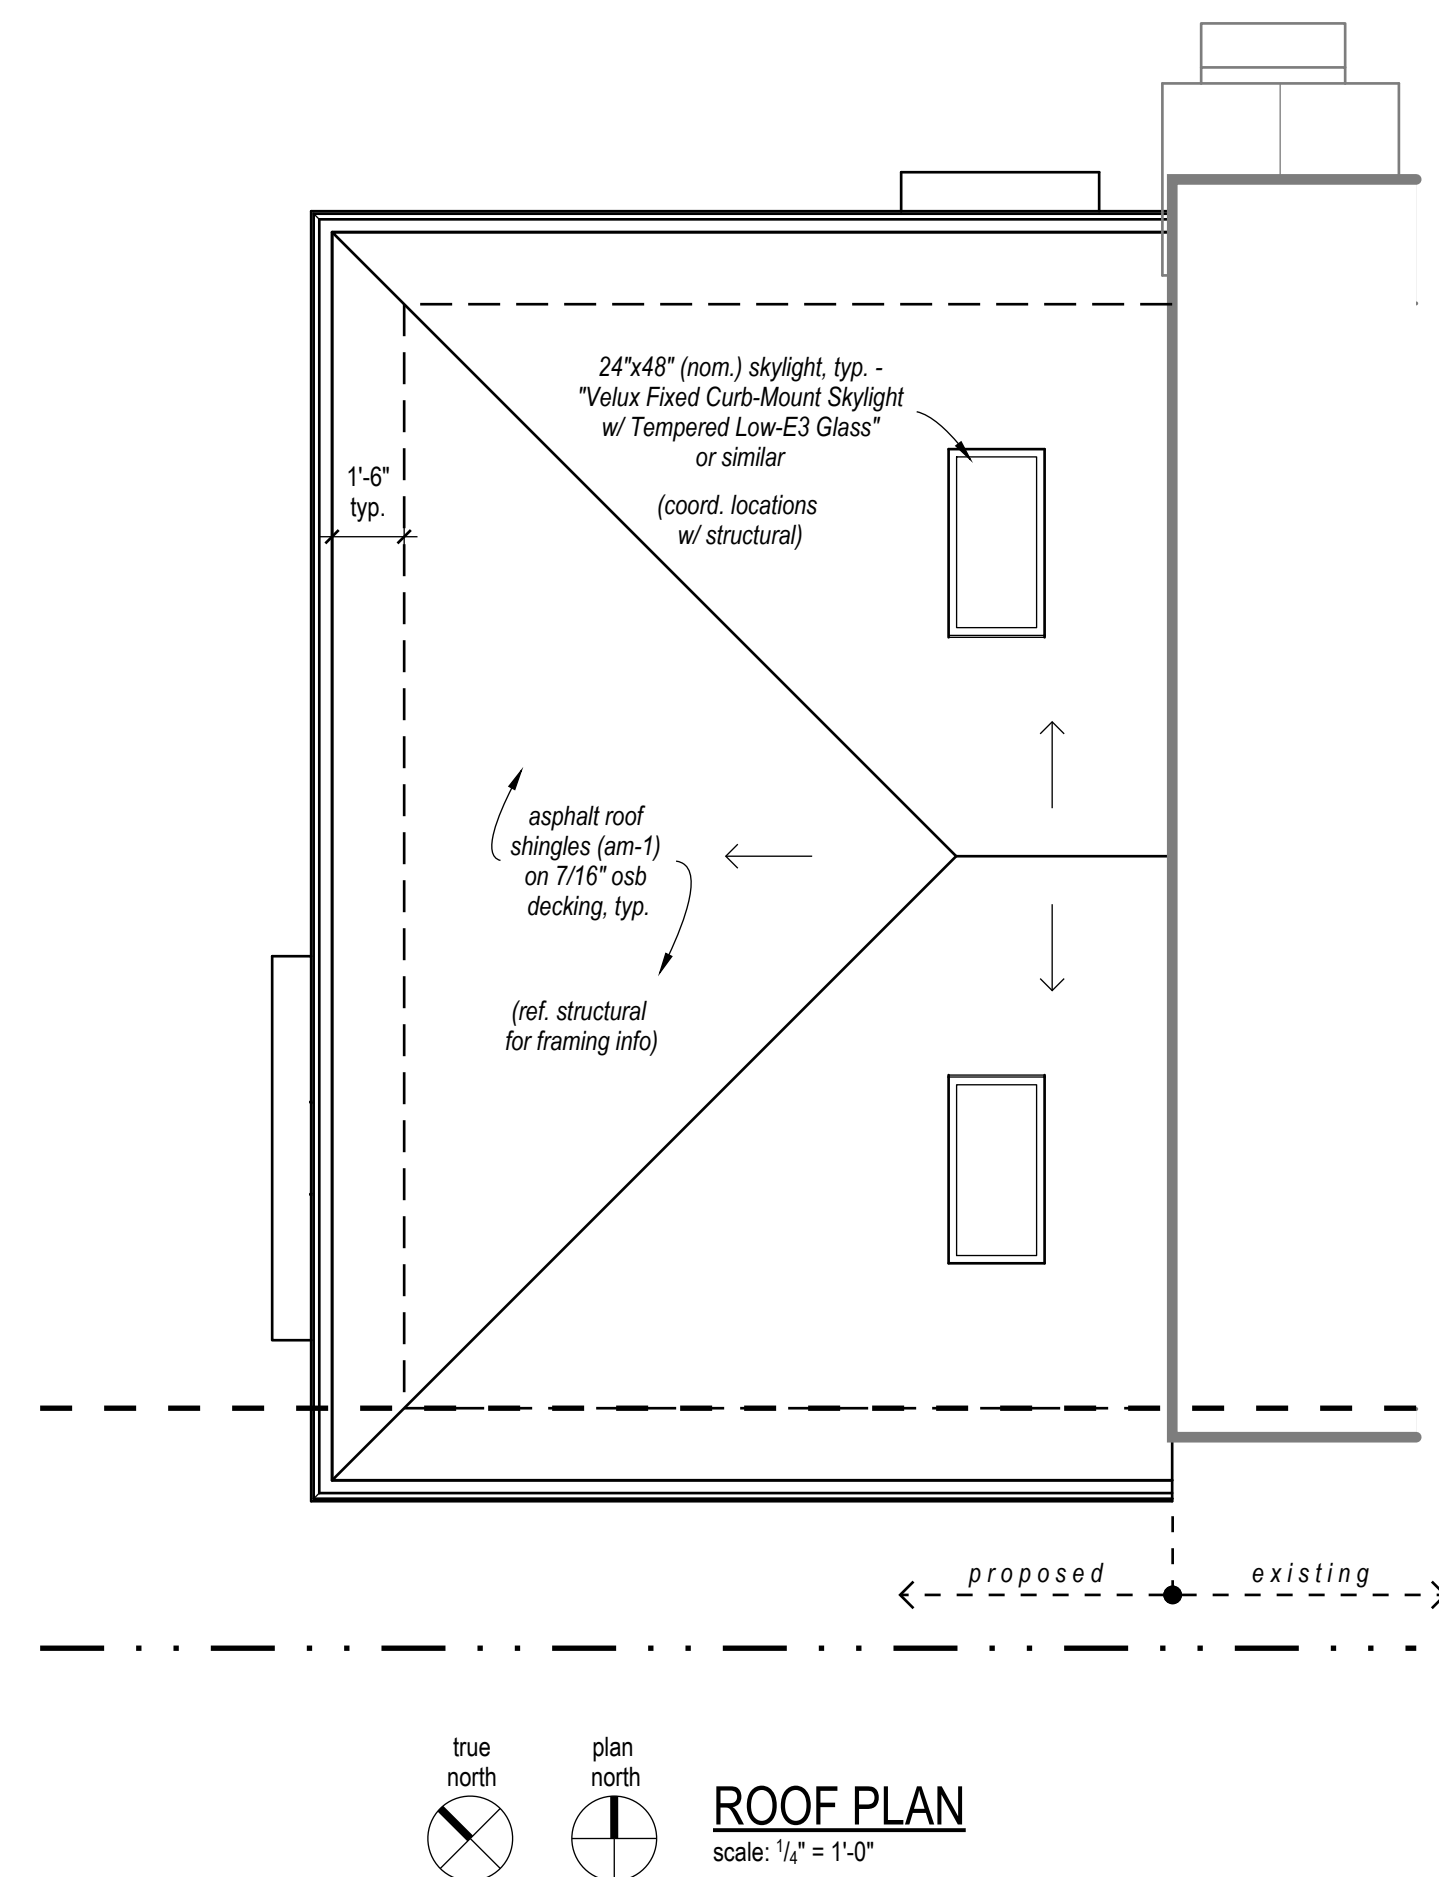 24"x48" (nom.) skylight, typ. -
"Velux Fixed Curb-Mount Skylight
w/ Tempered Low-E3 Glass"
or similar
(coord. locations
w/ structural)
1'-6"
typ.
asphalt roof
shingles (am-1)
on 7/16" osb
decking, typ.
(ref. structural
for framing info)
proposed
existing
true
north
plan
north
ROOF PLAN
scale: 1/4" = 1'-0"